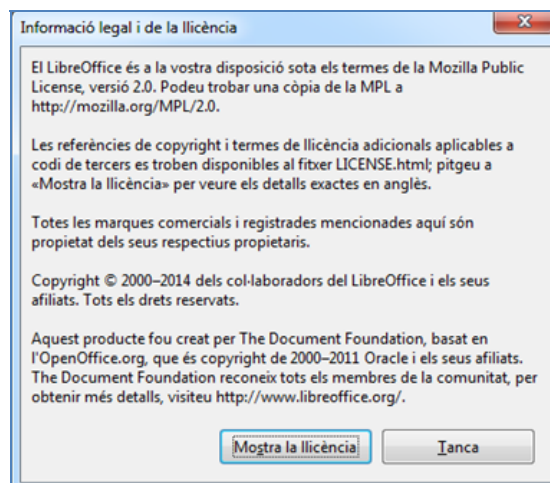 Informació legal i de la llicència
El LibreOffice és a la vostra disposició sota els termes de la Mozilla Public
License, versió 2.0. Podeu trobar una còpia de la MPL a
http://mozilla.org/MPL/2.0.
Les referències de copyright i termes de llicència adicionals aplicables a
codi de tercers es troben disponibles al fitxer LICENSE.html; pitgeu a
«Mostra la llicència» per veure els detalls exactes en anglès.
Totes les marques comercials i registrades mencionades aquí són
propietat dels seus respectius propietaris.
Copyright © 2000–2014 dels col·laboradors del LibreOffice i els seus
afiliats. Tots els drets reservats.
Aquest producte fou creat per The Document Foundation, basat en
l'OpenOffice.org, que és copyright de 2000–2011 Oracle i els seus afiliats.
The Document Foundation reconeix tots els membres de la comunitat, per
obtenir més detalls, visiteu http://www.libreoffice.org/.
Mostra la llicència Tanca